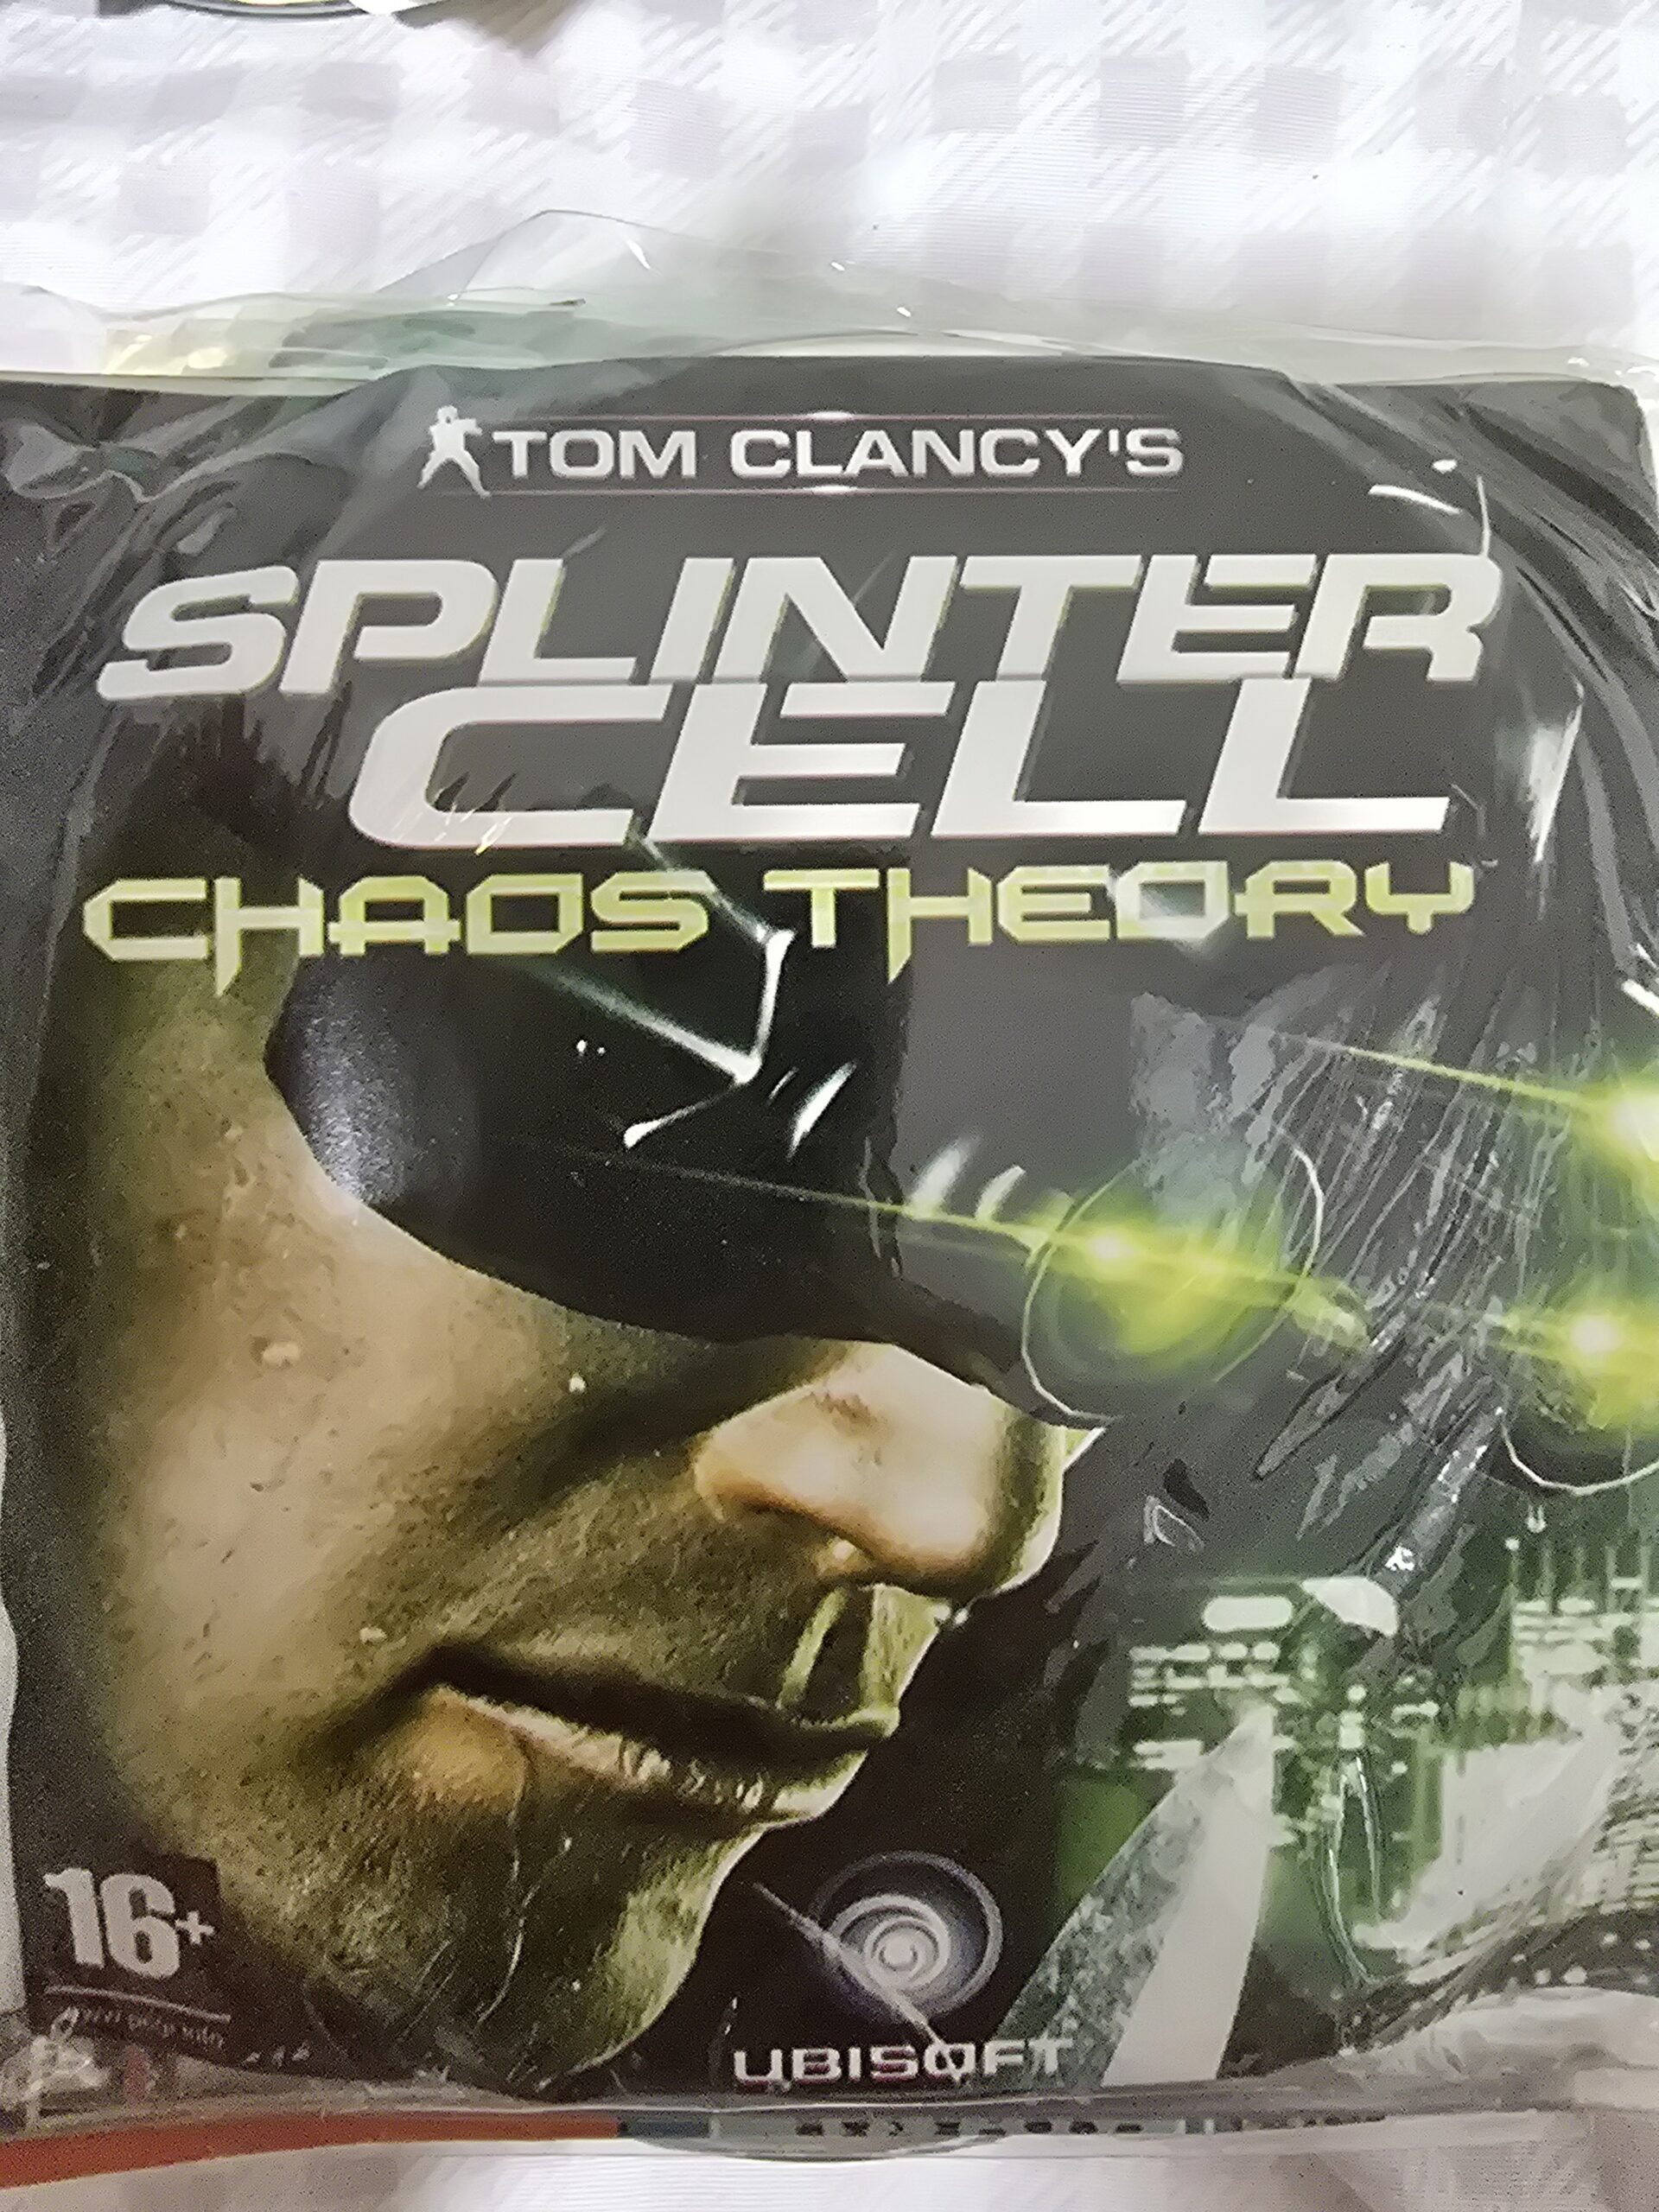 TOM CLANCY'S
SPLINTER
CELL
CHAOS THEORY
16+
UBISOFT